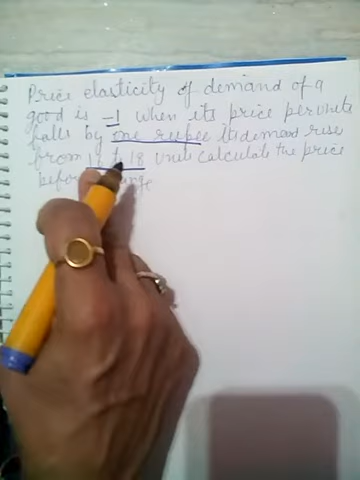 Price elasticity of demand of a
good is -1 when its price per unit
falls by one rupee its demand rise
from to 18 units calculate the price
before change